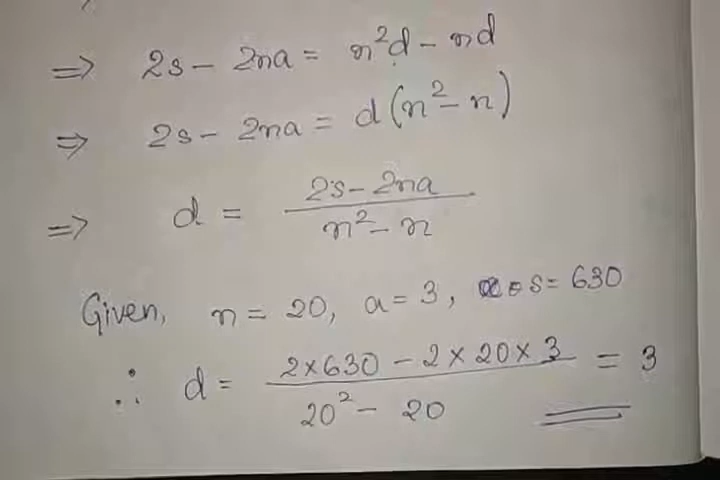 ⇒ 2s - 2na = n²d - nd
⇒ 2s - 2na = d(n² - n)
⇒ d = (2s - 2na) / (n² - n)
Given, n = 20, a = 3, s = 630
∴ d = (2×630 - 2×20×3) / (20² - 20) = 3